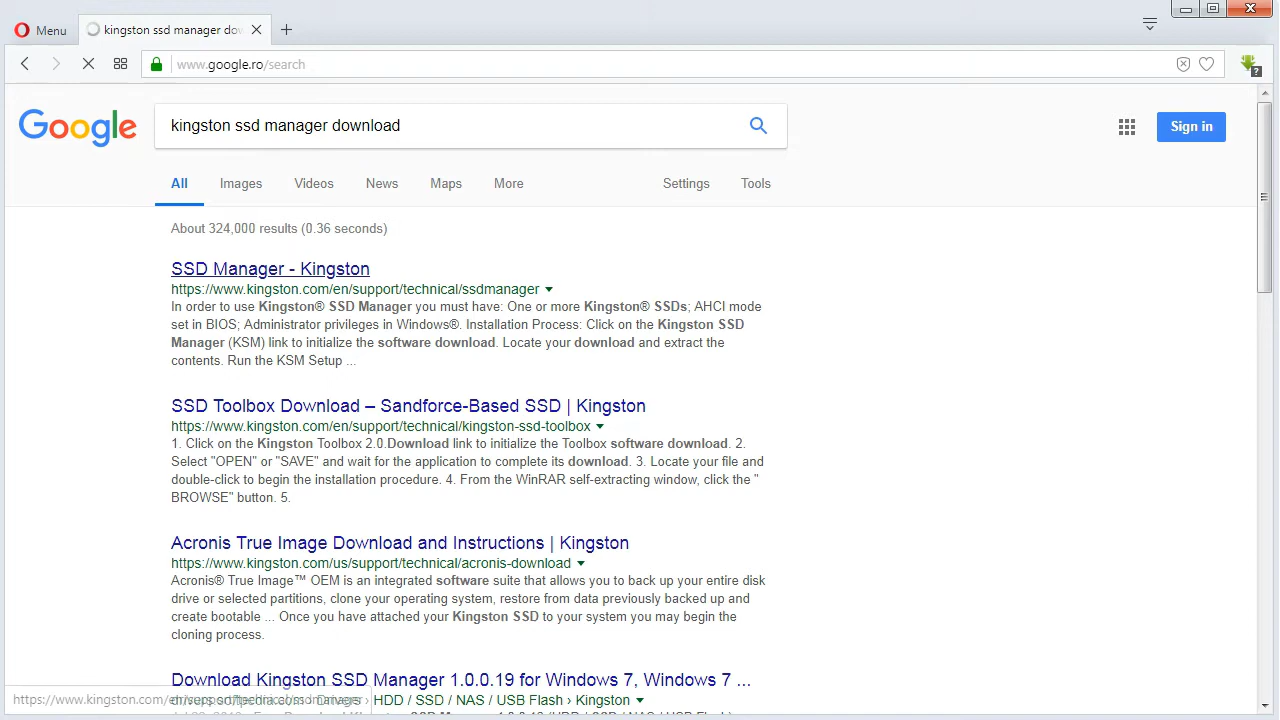 Menu
kingston ssd manager dow
www.google.ro/search
?
Google
kingston ssd manager download
Sign in
All
Images
Videos
News
Maps
More
Settings
Tools
About 324,000 results (0.36 seconds)
SSD Manager - Kingston
https://www.kingston.com/en/support/technical/ssdmanager
In order to use Kingston® SSD Manager you must have: One or more Kingston® SSDs; AHCI mode
set in BIOS; Administrator privileges in Windows®. Installation Process: Click on the Kingston SSD
Manager (KSM) link to initialize the software download. Locate your download and extract the
contents. Run the KSM Setup ...
SSD Toolbox Download – Sandforce-Based SSD | Kingston
https://www.kingston.com/en/support/technical/kingston-ssd-toolbox
1. Click on the Kingston Toolbox 2.0.Download link to initialize the Toolbox software download. 2.
Select "OPEN" or "SAVE" and wait for the application to complete its download. 3. Locate your file and
double-click to begin the installation procedure. 4. From the WinRAR self-extracting window, click the "
BROWSE" button. 5.
Acronis True Image Download and Instructions | Kingston
https://www.kingston.com/us/support/technical/acronis-download
Acronis® True Image™ OEM is an integrated software suite that allows you to back up your entire disk
drive or selected partitions, clone your operating system, restore from data previously backed up and
create bootable ... Once you have attached your Kingston SSD to your system you may begin the
cloning process.
Download Kingston SSD Manager 1.0.0.19 for Windows 7, Windows 7 ...
HDD / SSD / NAS / USB Flash › Kingston
https://www.kingston.com/en/support/technical/ssdmanager